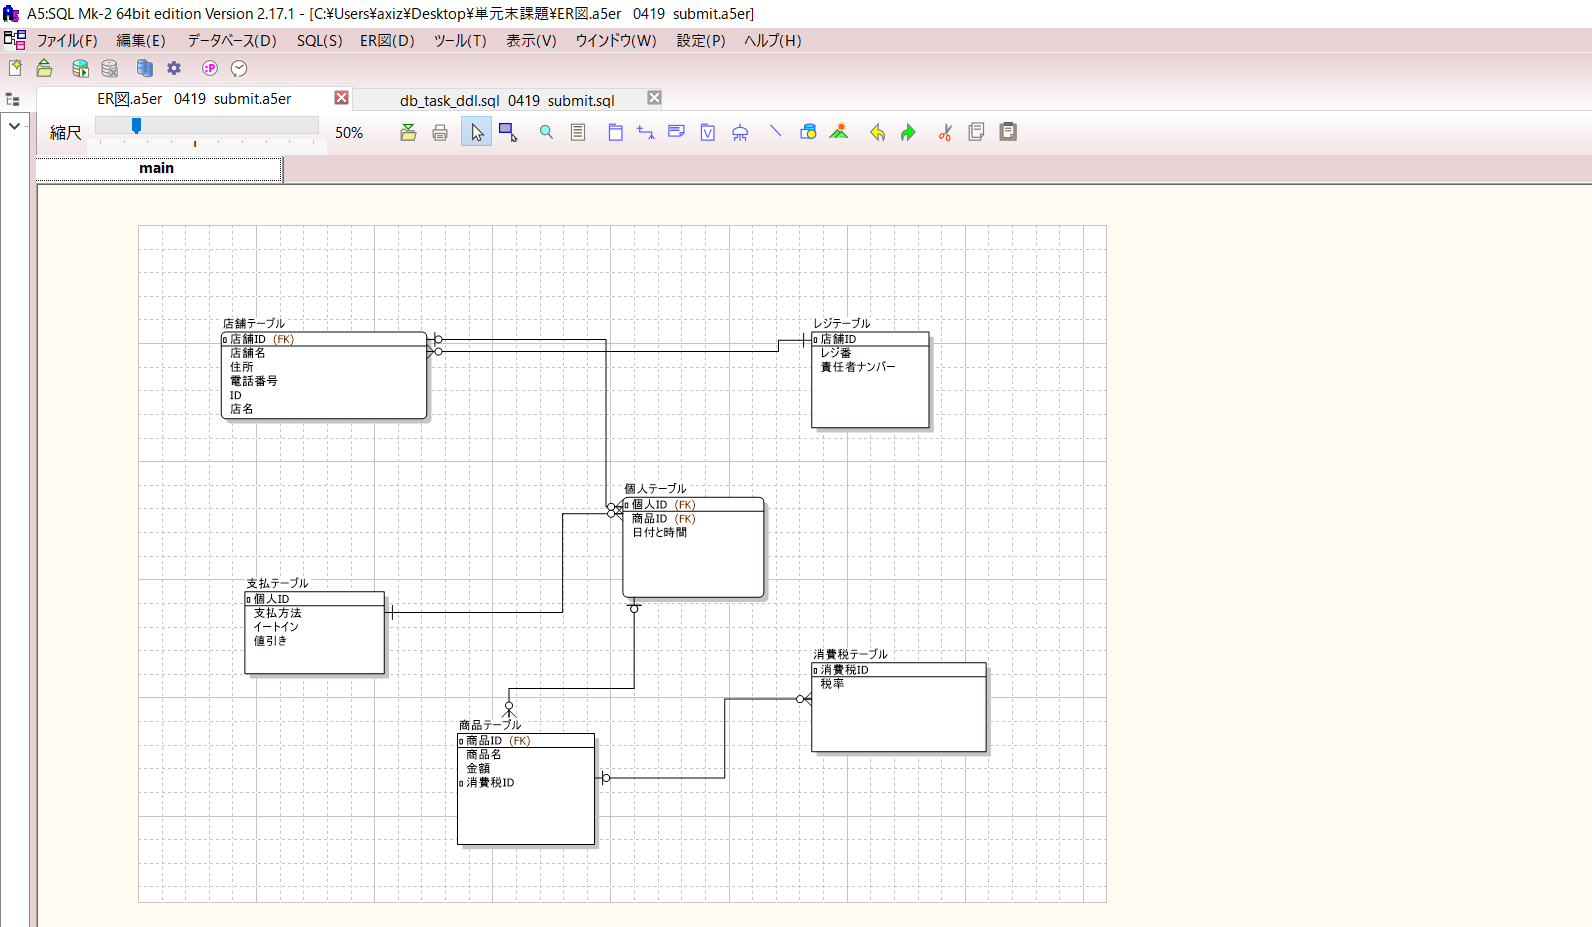 A5:SQL Mk-2 64bit edition Version 2.17.1 - [C:¥Users¥axiz¥Desktop¥単元末課題¥ER図.a5er   0419  submit.a5er]
ファイル(F) 編集(E) データベース(D) SQL(S) ER図(D) ツール(T) 表示(V) ウインドウ(W) 設定(P) ヘルプ(H)
ER図.a5er   0419  submit.a5er
db_task_ddl.sql  0419  submit.sql
縮尺
50%
main
店舗テーブル
店舗ID (FK)
店舗名
住所
電話番号
ID
店名
レジテーブル
店舗ID
レジ番
責任者ナンバー
個人テーブル
個人ID (FK)
商品ID (FK)
日付と時間
支払テーブル
個人ID
支払方法
イートイン
値引き
消費税テーブル
消費税ID
税率
商品テーブル
商品ID (FK)
商品名
金額
消費税ID